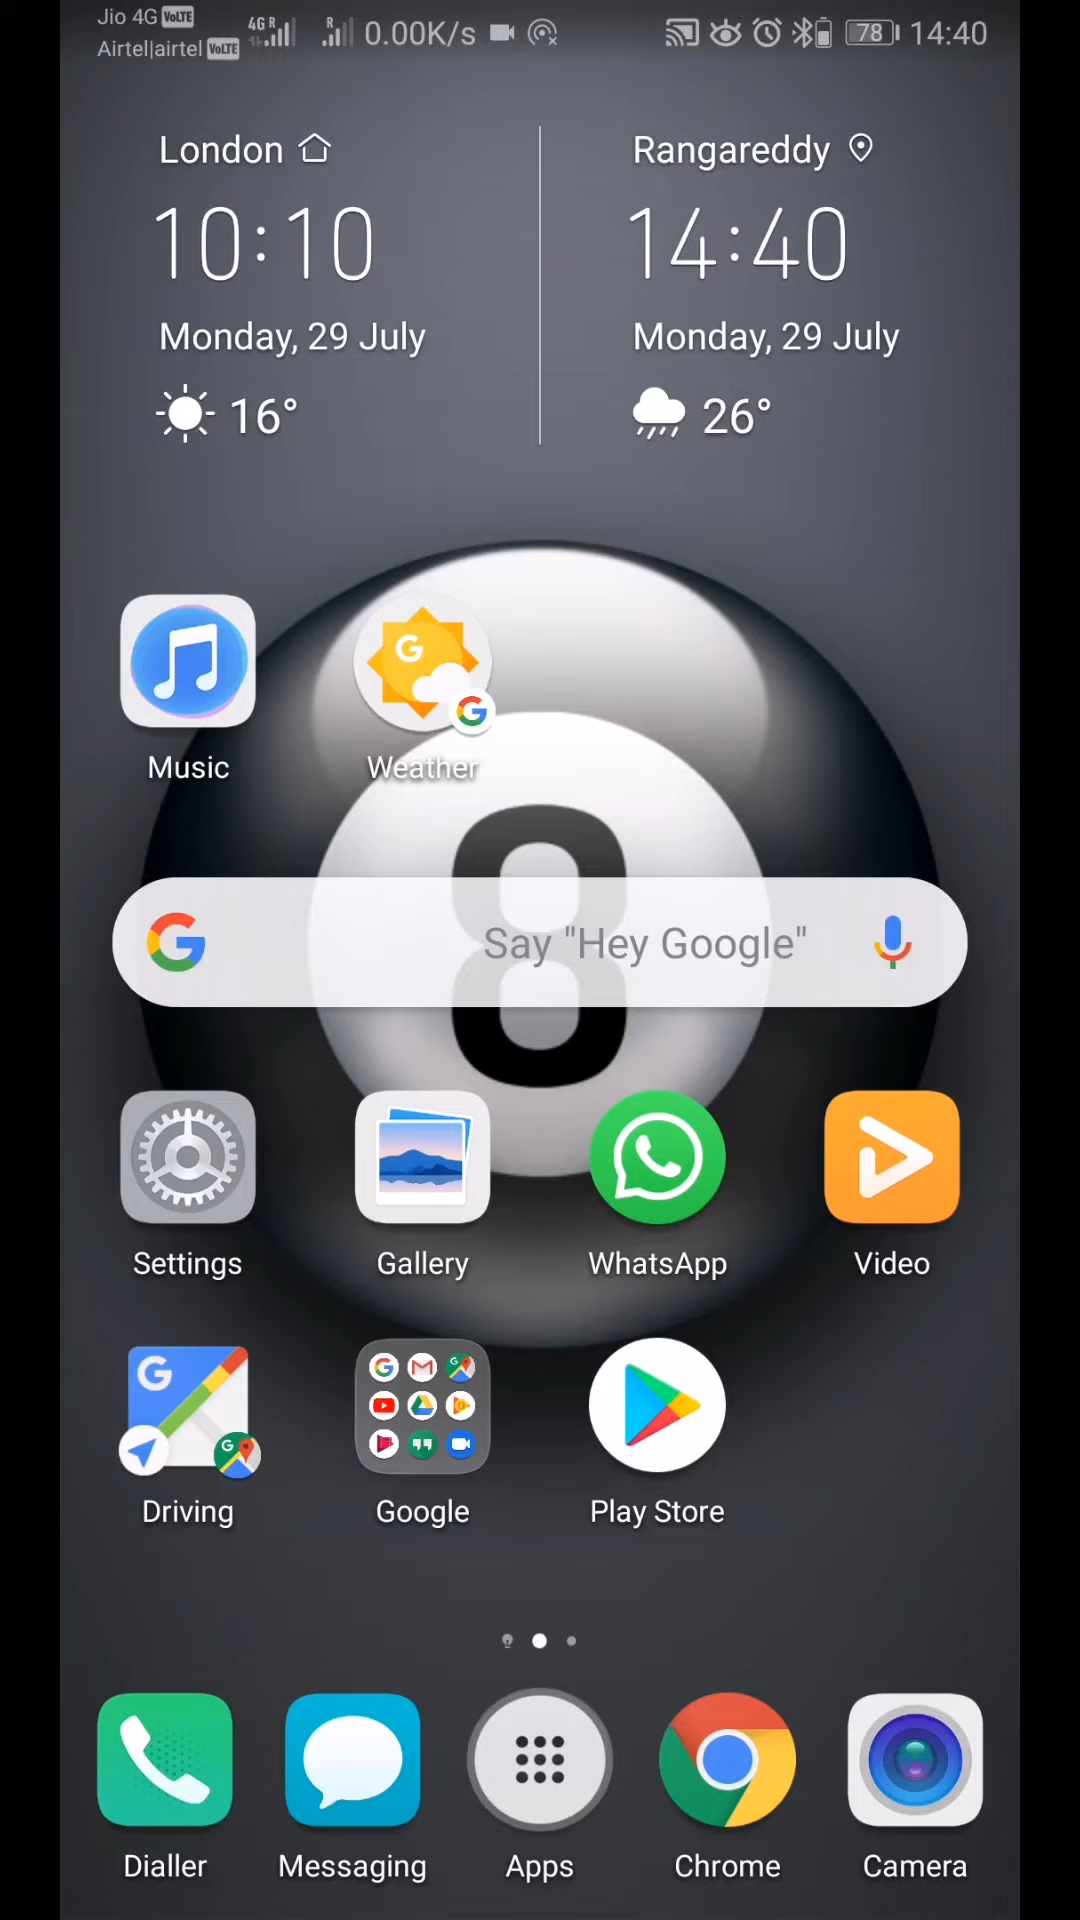 Jio 4G VoLTE
Airtel|airtel VoLTE
4G R
R
0.00K/s
78
14:40
London
10:10
Monday, 29 July
16°
Rangareddy
14:40
Monday, 29 July
26°
Music
Weather
8
Say "Hey Google"
Settings
Gallery
WhatsApp
Video
Driving
Google
Play Store
Dialler
Messaging
Apps
Chrome
Camera